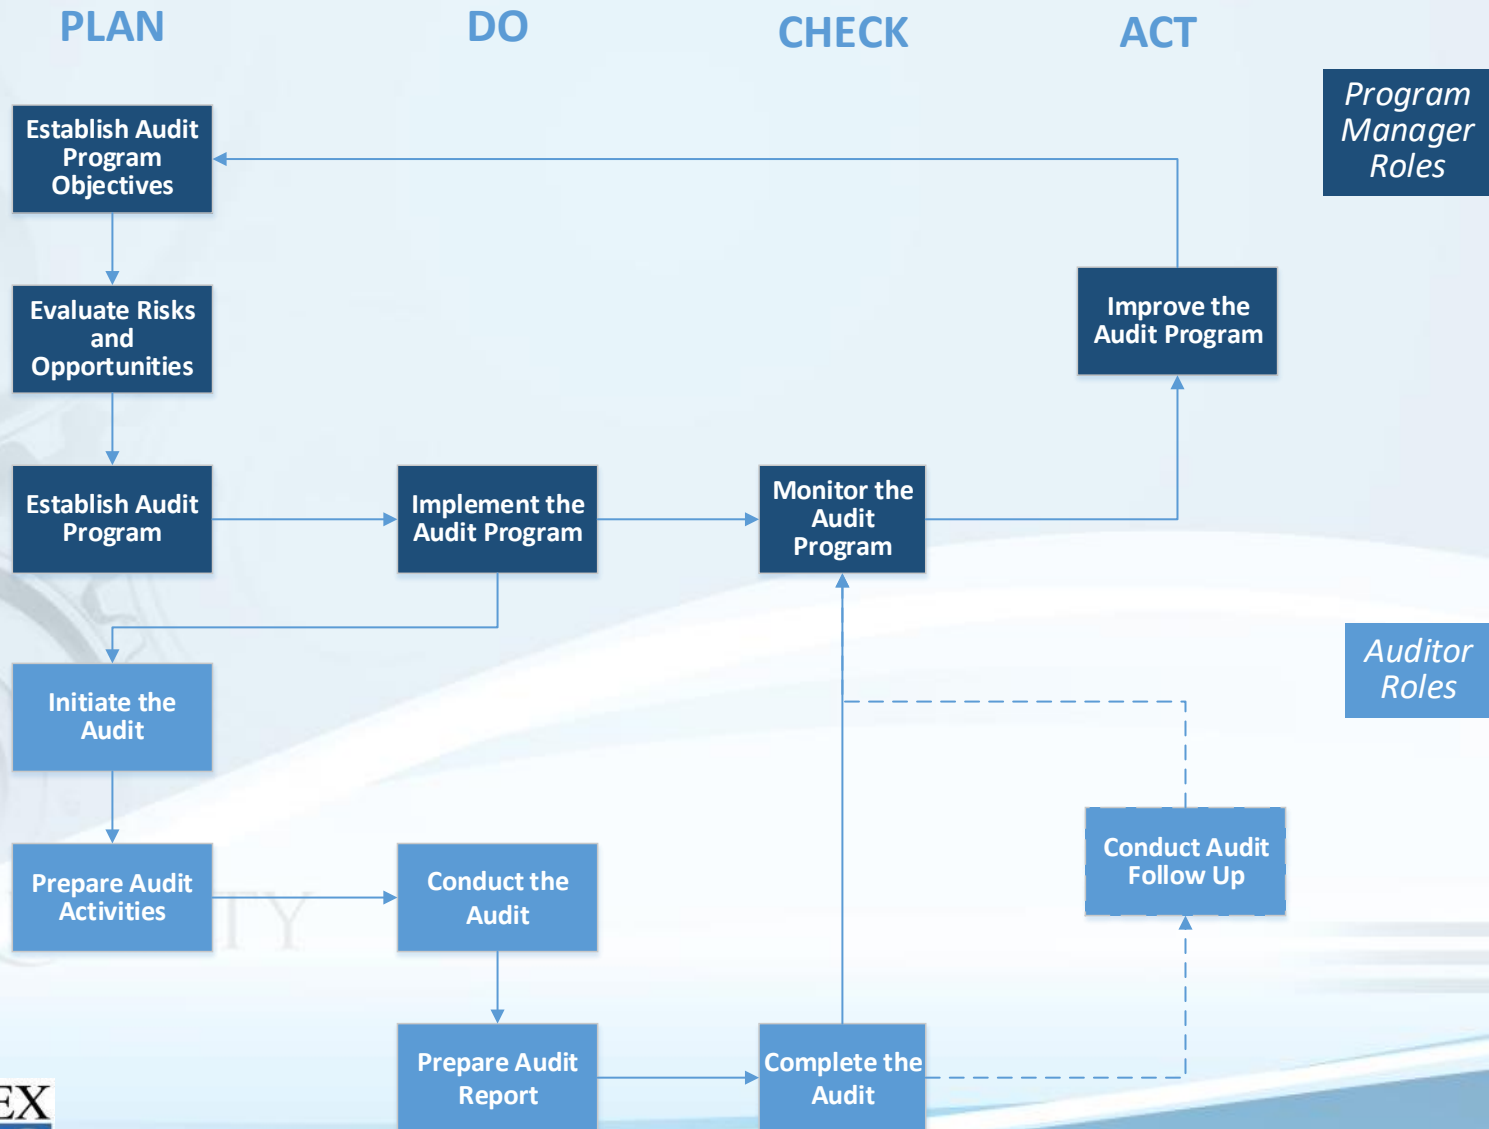 PLAN
DO
CHECK
ACT
Program
Manager
Roles
Establish Audit
Program
Objectives
Evaluate Risks
and
Opportunities
Improve the
Audit Program
Establish Audit
Program
Implement the
Audit Program
Monitor the
Audit
Program
Auditor
Roles
Initiate the
Audit
Prepare Audit
Activities
Conduct the
Audit
Conduct Audit
Follow Up
Prepare Audit
Report
Complete the
Audit
TY
EX